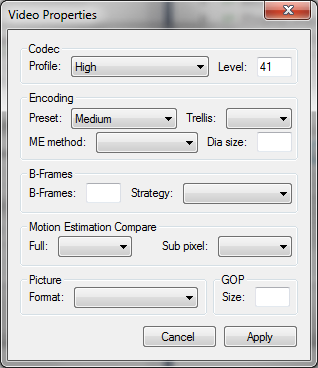 Video Properties
Codec
Profile: High Level: 41
Encoding
Preset: Medium Trellis:
ME method: Dia size:
B-Frames
B-Frames: Strategy:
Motion Estimation Compare
Full: Sub pixel:
Picture GOP
Format: Size:
Cancel Apply